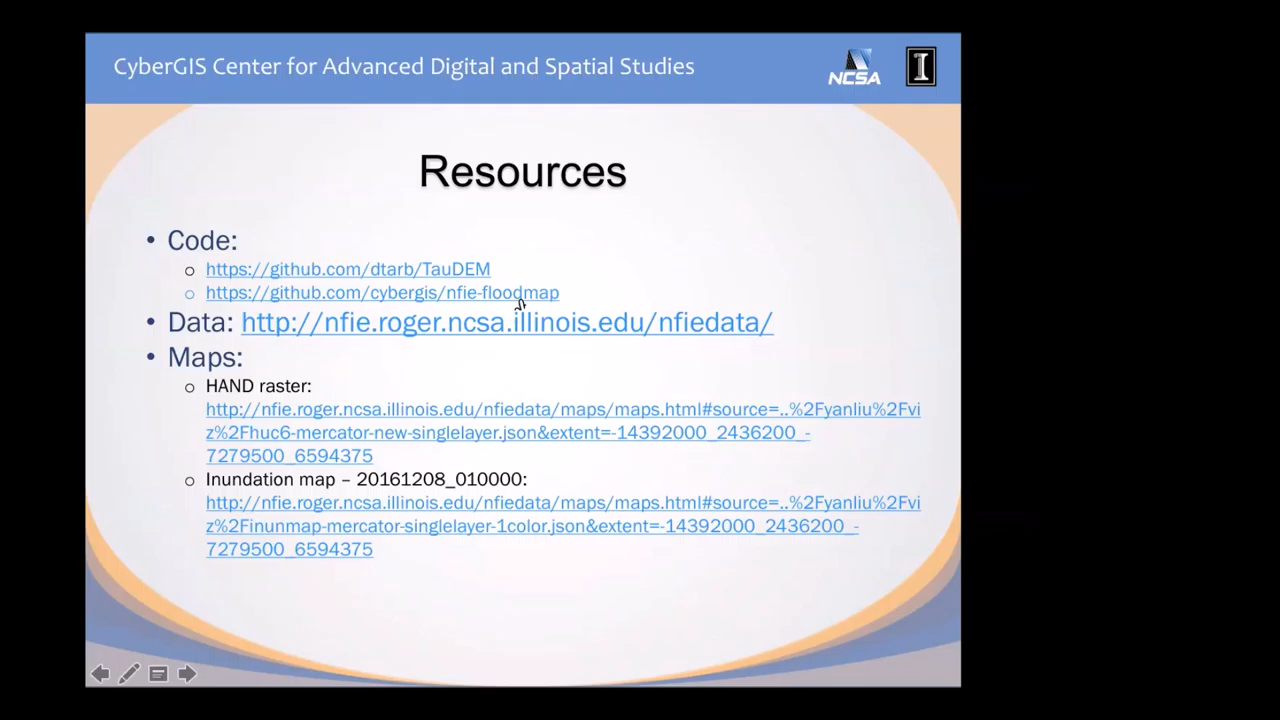 CyberGIS Center for Advanced Digital and Spatial Studies
NCSA
I
Resources
• Code:
o https://github.com/dtarb/TauDEM
o https://github.com/cybergis/nfie-floodmap
• Data: http://nfie.roger.ncsa.illinois.edu/nfiedata/
• Maps:
o HAND raster:
http://nfie.roger.ncsa.illinois.edu/nfiedata/maps/maps.html#source=..%2Fyanliu%2Fvi
z%2Fhuc6-mercator-new-singlelayer.json&extent=-14392000_2436200_-
7279500_6594375
o Inundation map – 20161208_010000:
http://nfie.roger.ncsa.illinois.edu/nfiedata/maps/maps.html#source=..%2Fyanliu%2Fvi
z%2Finunmap-mercator-singlelayer-1color.json&extent=-14392000_2436200_-
7279500_6594375